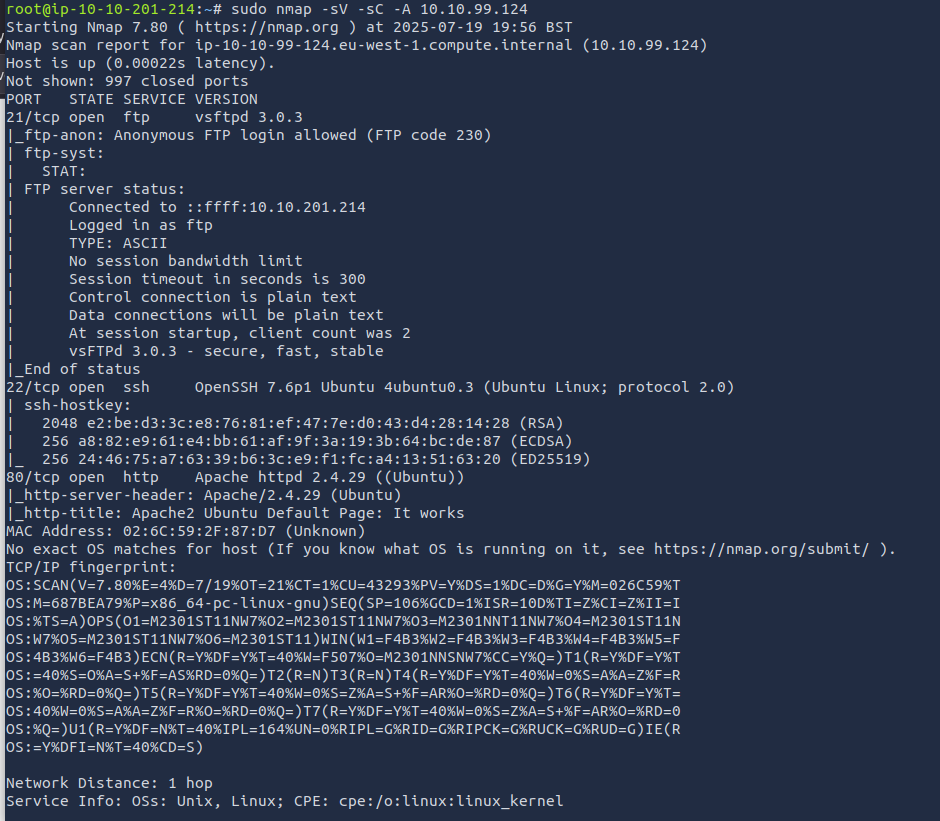 root@ip-10-10-201-214:~# sudo nmap -sV -sC -A 10.10.99.124
Starting Nmap 7.80 ( https://nmap.org ) at 2025-07-19 19:56 BST
Nmap scan report for ip-10-10-99-124.eu-west-1.compute.internal (10.10.99.124)
Host is up (0.00022s latency).
Not shown: 997 closed ports
PORT   STATE SERVICE VERSION
21/tcp open  ftp     vsftpd 3.0.3
|_ftp-anon: Anonymous FTP login allowed (FTP code 230)
| ftp-syst:
|   STAT:
| FTP server status:
|      Connected to ::ffff:10.10.201.214
|      Logged in as ftp
|      TYPE: ASCII
|      No session bandwidth limit
|      Session timeout in seconds is 300
|      Control connection is plain text
|      Data connections will be plain text
|      At session startup, client count was 2
|      vsFTPd 3.0.3 - secure, fast, stable
|_End of status
22/tcp open  ssh     OpenSSH 7.6p1 Ubuntu 4ubuntu0.3 (Ubuntu Linux; protocol 2.0)
| ssh-hostkey:
|   2048 e2:be:d3:3c:e8:76:81:ef:47:7e:d0:43:d4:28:14:28 (RSA)
|   256 a8:82:e9:61:e4:bb:61:af:9f:3a:19:3b:64:bc:de:87 (ECDSA)
|_  256 24:46:75:a7:63:39:b6:3c:e9:f1:fc:a4:13:51:63:20 (ED25519)
80/tcp open  http    Apache httpd 2.4.29 ((Ubuntu))
|_http-server-header: Apache/2.4.29 (Ubuntu)
|_http-title: Apache2 Ubuntu Default Page: It works
MAC Address: 02:6C:59:2F:87:D7 (Unknown)
No exact OS matches for host (If you know what OS is running on it, see https://nmap.org/submit/ ).
TCP/IP fingerprint:
OS:SCAN(V=7.80%E=4%D=7/19%OT=21%CT=1%CU=43293%PV=Y%DS=1%DC=D%G=Y%M=026C59%T
OS:M=687BEA79%P=x86_64-pc-linux-gnu)SEQ(SP=106%GCD=1%ISR=10D%TI=Z%CI=Z%II=I
OS:%TS=A)OPS(O1=M2301ST11NW7%O2=M2301ST11NW7%O3=M2301NNT11NW7%O4=M2301ST11N
OS:W7%O5=M2301ST11NW7%O6=M2301ST11)WIN(W1=F4B3%W2=F4B3%W3=F4B3%W4=F4B3%W5=F
OS:4B3%W6=F4B3)ECN(R=Y%DF=Y%T=40%W=F507%O=M2301NNSNW7%CC=Y%Q=)T1(R=Y%DF=Y%T
OS:=40%S=O%A=S+%F=AS%RD=0%Q=)T2(R=N)T3(R=N)T4(R=Y%DF=Y%T=40%W=0%S=A%A=Z%F=R
OS:%O=%RD=0%Q=)T5(R=Y%DF=Y%T=40%W=0%S=Z%A=S+%F=AR%O=%RD=0%Q=)T6(R=Y%DF=Y%T=
OS:40%W=0%S=A%A=Z%F=R%O=%RD=0%Q=)T7(R=Y%DF=Y%T=40%W=0%S=Z%A=S+%F=AR%O=%RD=0
OS:%Q=)U1(R=Y%DF=N%T=40%IPL=164%UN=0%RIPL=G%RID=G%RIPCK=G%RUCK=G%RUD=G)IE(R
OS:=Y%DFI=N%T=40%CD=S)
Network Distance: 1 hop
Service Info: OSs: Unix, Linux; CPE: cpe:/o:linux:linux_kernel